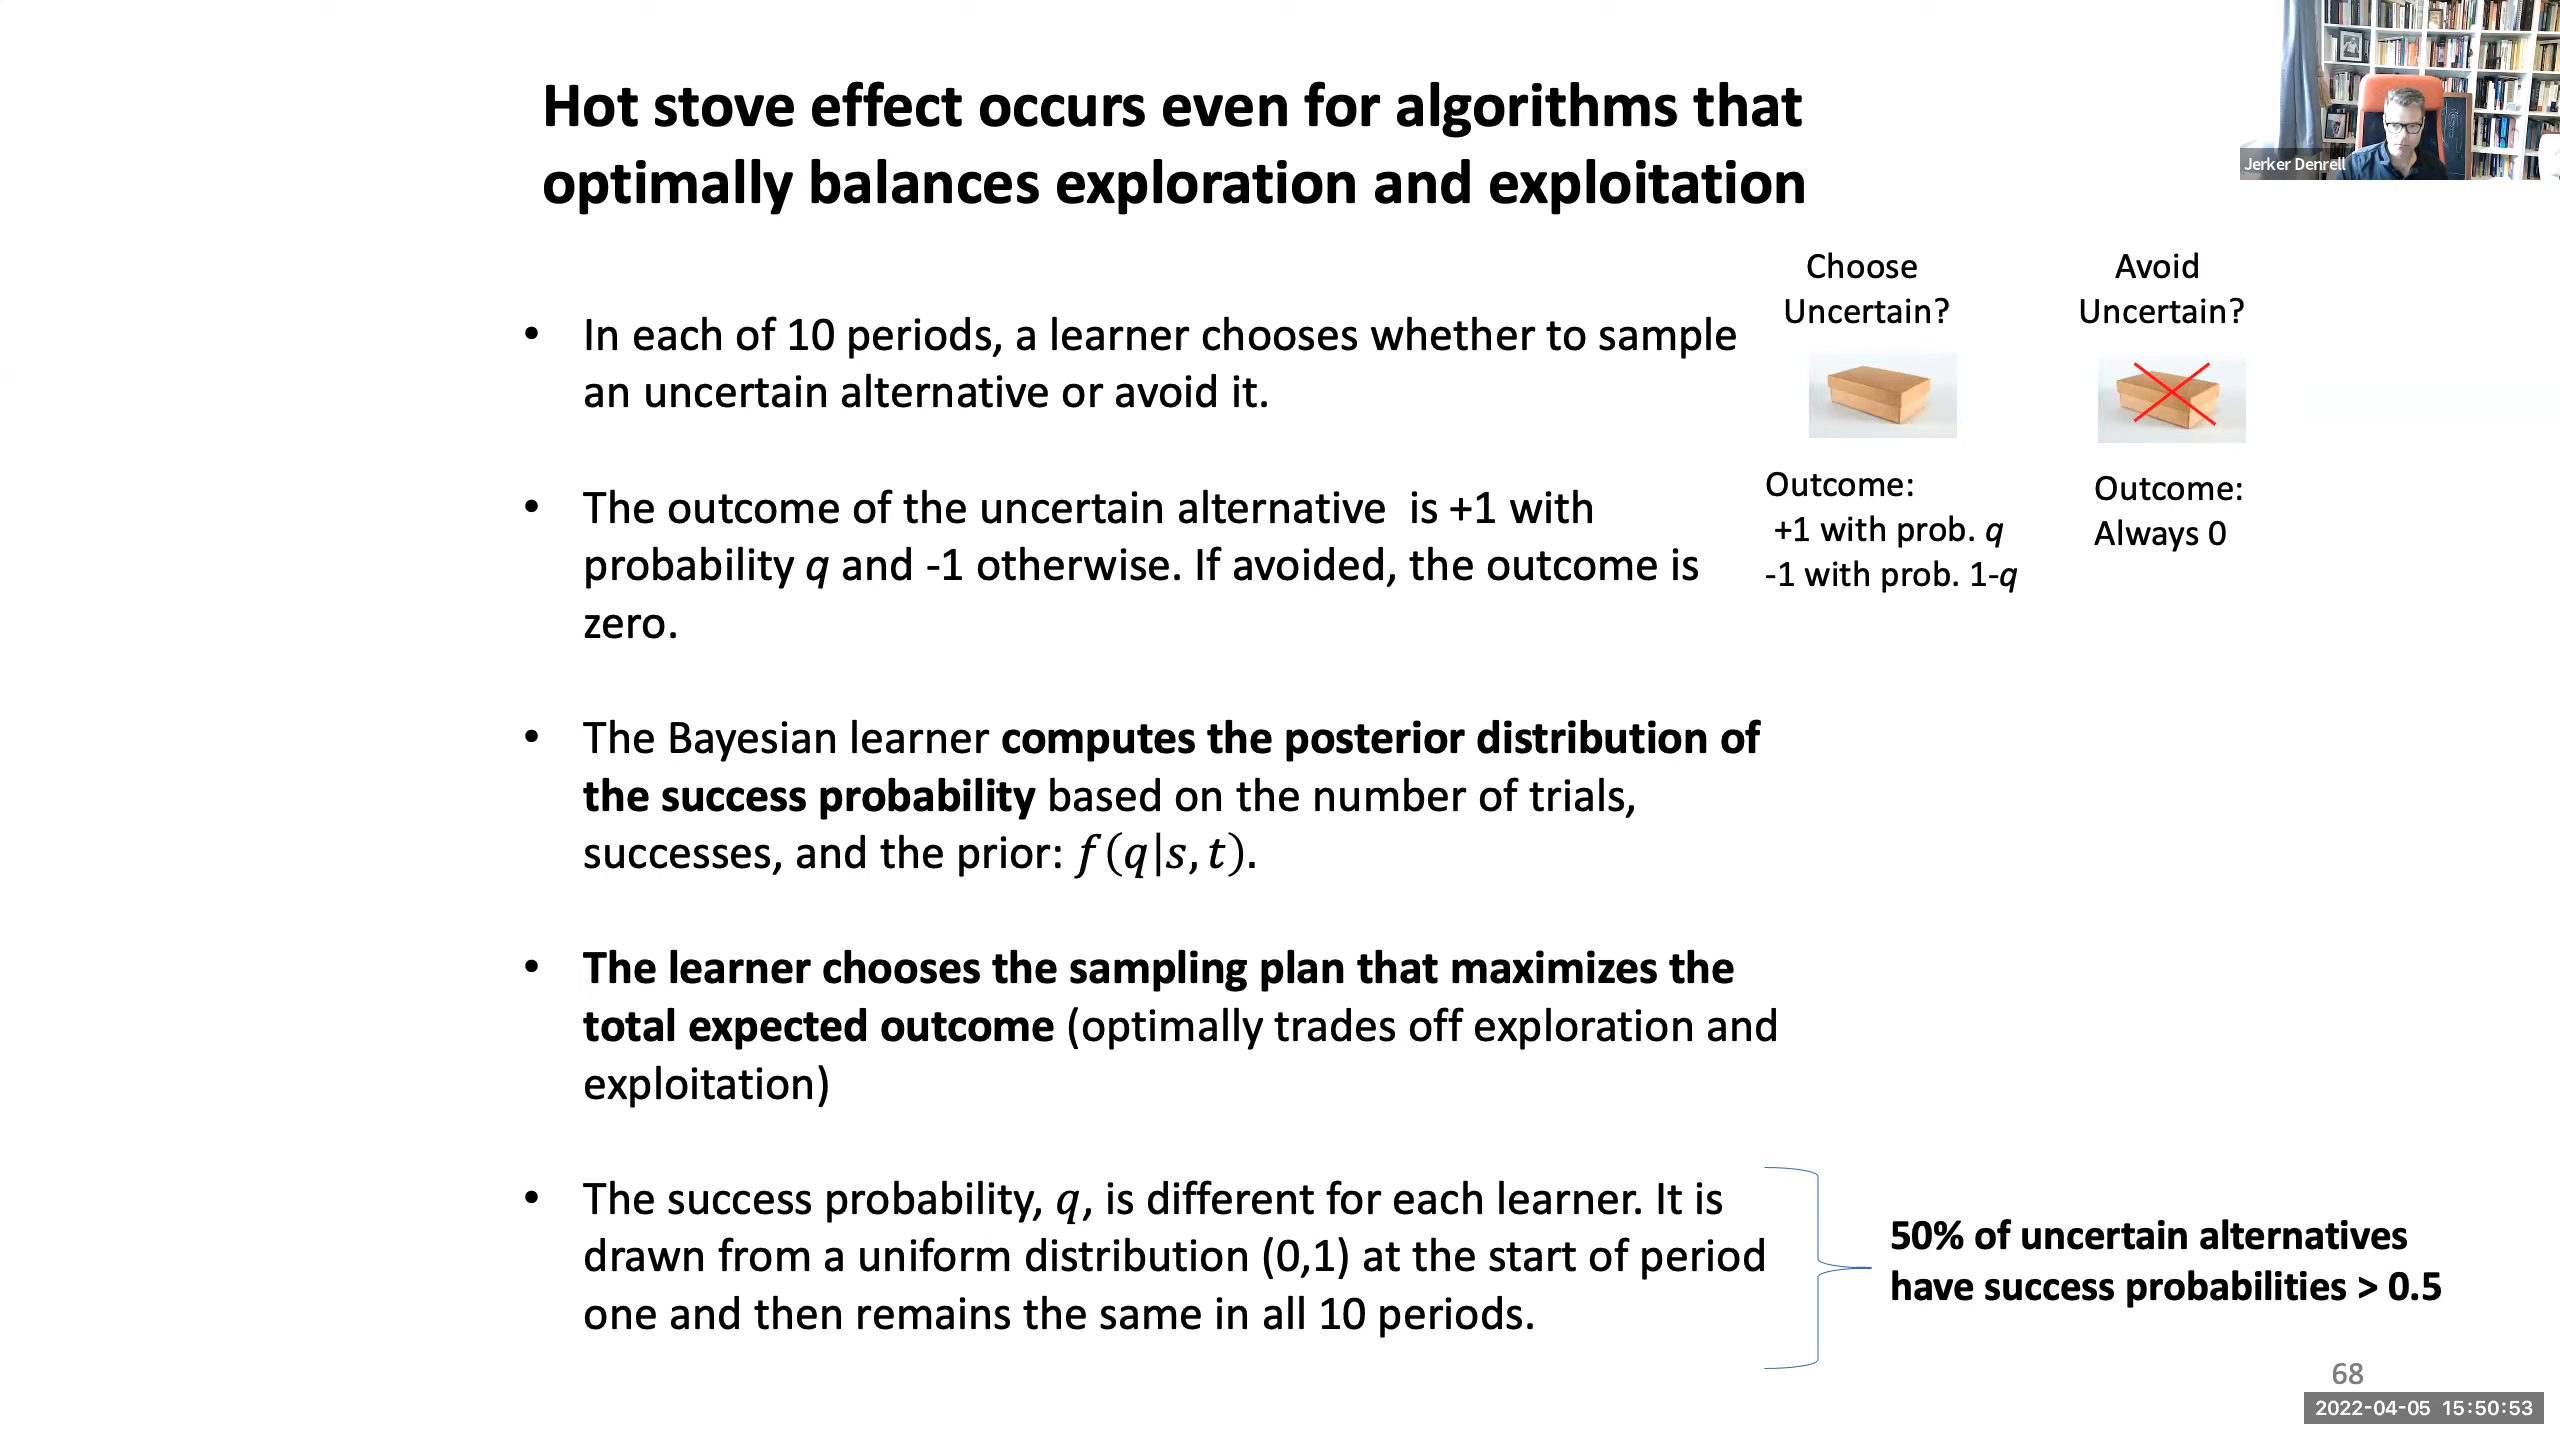 Hot stove effect occurs even for algorithms that
optimally balances exploration and exploitation
Jerker Denrell
• In each of 10 periods, a learner chooses whether to sample
an uncertain alternative or avoid it.
• The outcome of the uncertain alternative is +1 with
probability q and -1 otherwise. If avoided, the outcome is
zero.
• The Bayesian learner computes the posterior distribution of
the success probability based on the number of trials,
successes, and the prior: f(q|s, t).
• The learner chooses the sampling plan that maximizes the
total expected outcome (optimally trades off exploration and
exploitation)
• The success probability, q, is different for each learner. It is
drawn from a uniform distribution (0,1) at the start of period
one and then remains the same in all 10 periods.
Choose
Uncertain?
Outcome:
+1 with prob. q
-1 with prob. 1-q
Avoid
Uncertain?
Outcome:
Always 0
50% of uncertain alternatives
have success probabilities > 0.5
68
2022-04-05 15:50:53